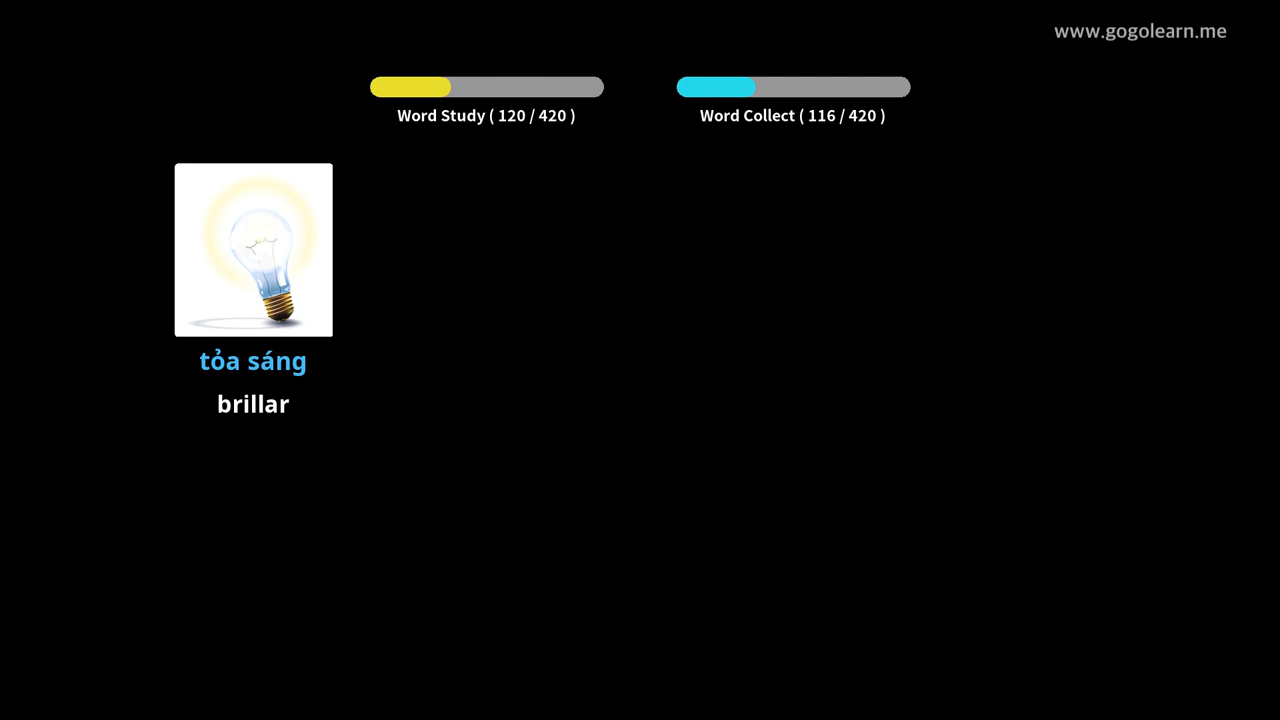 www.gogolearn.me
Word Study ( 120 / 420 )
Word Collect ( 116 / 420 )
tỏa sáng
brillar